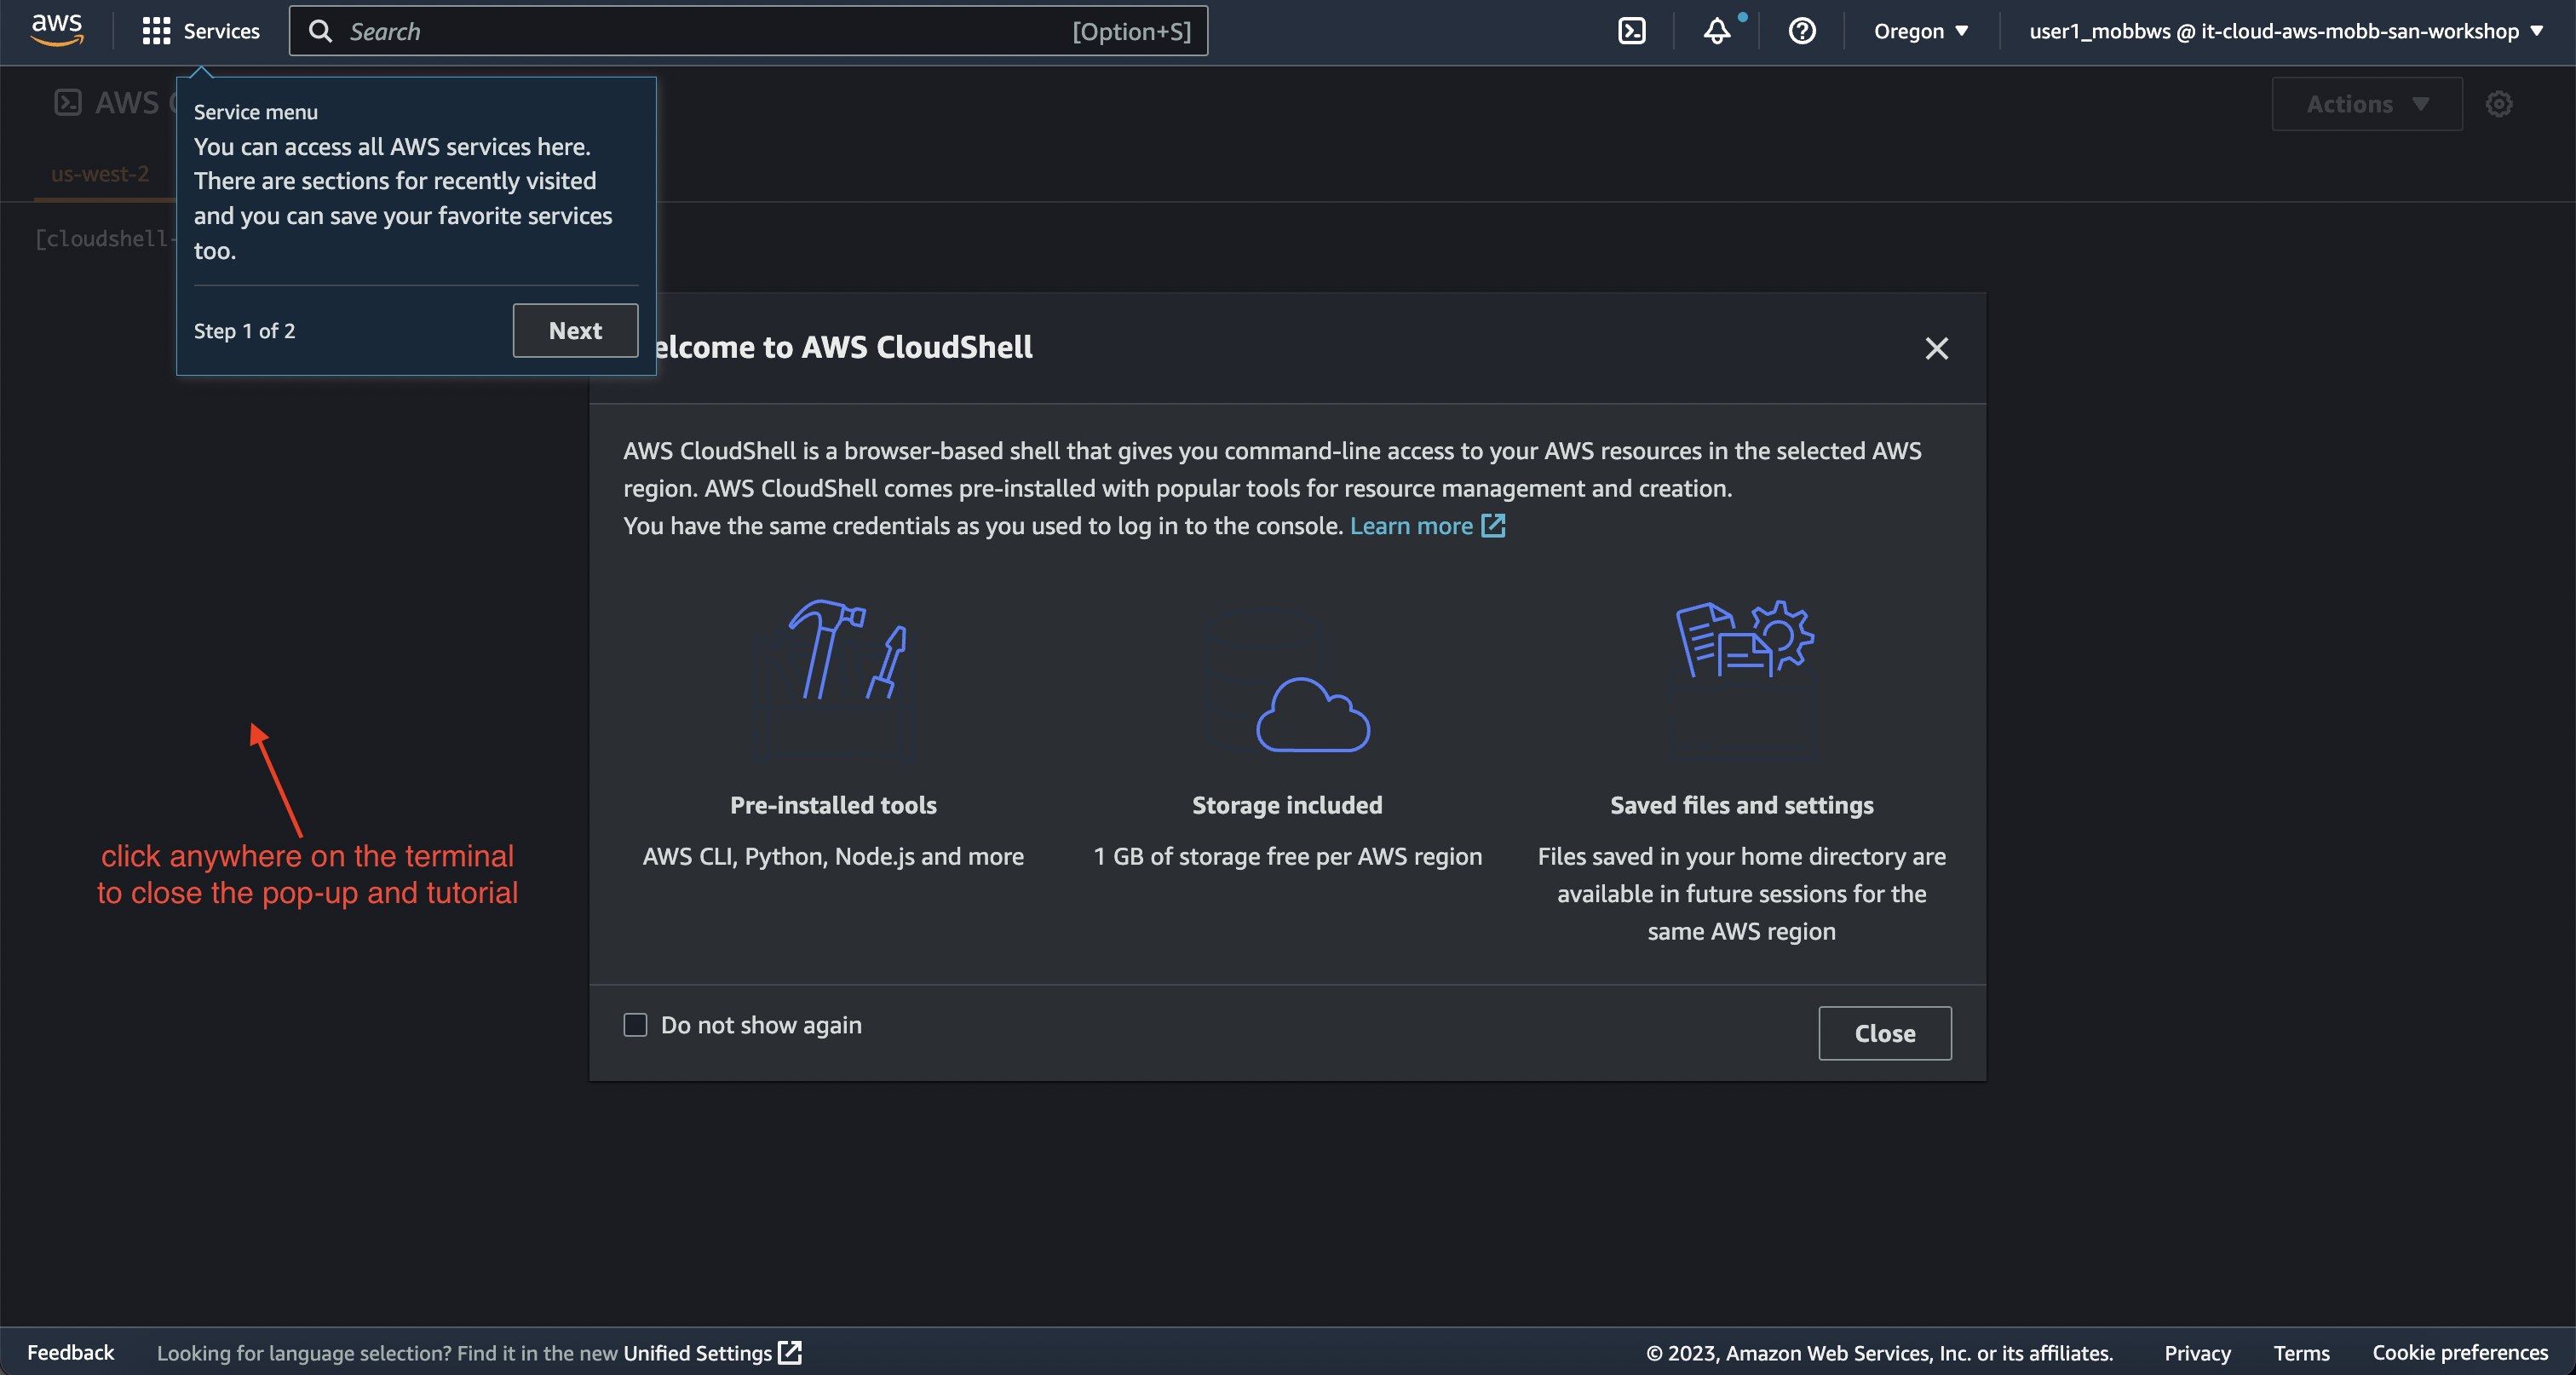 aws
Services
Search
[Option+S]
Oregon
user1_mobbws @ it-cloud-aws-mobb-san-workshop
AWS
Actions
us-west-2
[cloudshell-
Service menu
You can access all AWS services here.
There are sections for recently visited
and you can save your favorite services
too.
Step 1 of 2
Next
elcome to AWS CloudShell
AWS CloudShell is a browser-based shell that gives you command-line access to your AWS resources in the selected AWS
region. AWS CloudShell comes pre-installed with popular tools for resource management and creation.
You have the same credentials as you used to log in to the console. Learn more
Pre-installed tools
AWS CLI, Python, Node.js and more
Storage included
1 GB of storage free per AWS region
Saved files and settings
Files saved in your home directory are
available in future sessions for the
same AWS region
click anywhere on the terminal
to close the pop-up and tutorial
Do not show again
Close
Feedback
Looking for language selection? Find it in the new Unified Settings
© 2023, Amazon Web Services, Inc. or its affiliates.
Privacy
Terms
Cookie preferences